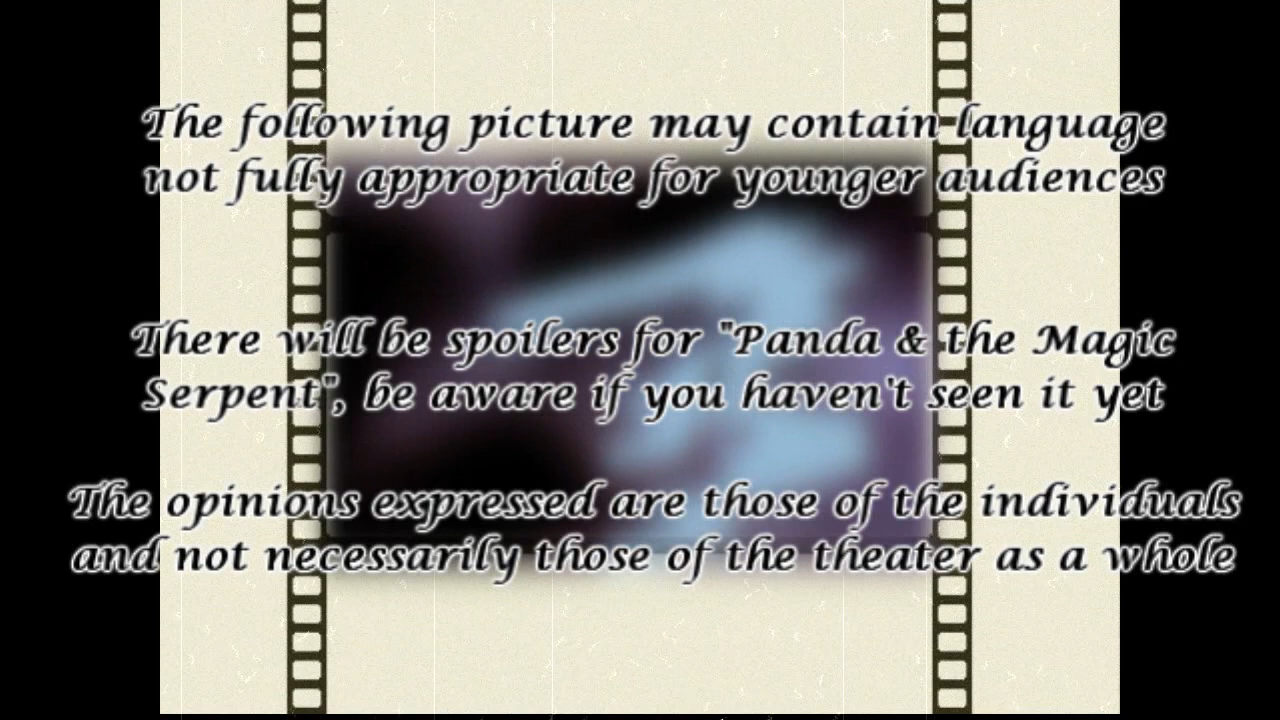 The following picture may contain language
not fully appropriate for younger audiences
There will be spoilers for "Panda & the Magic
Serpent", be aware if you haven't seen it yet
The opinions expressed are those of the individuals
and not necessarily those of the theater as a whole